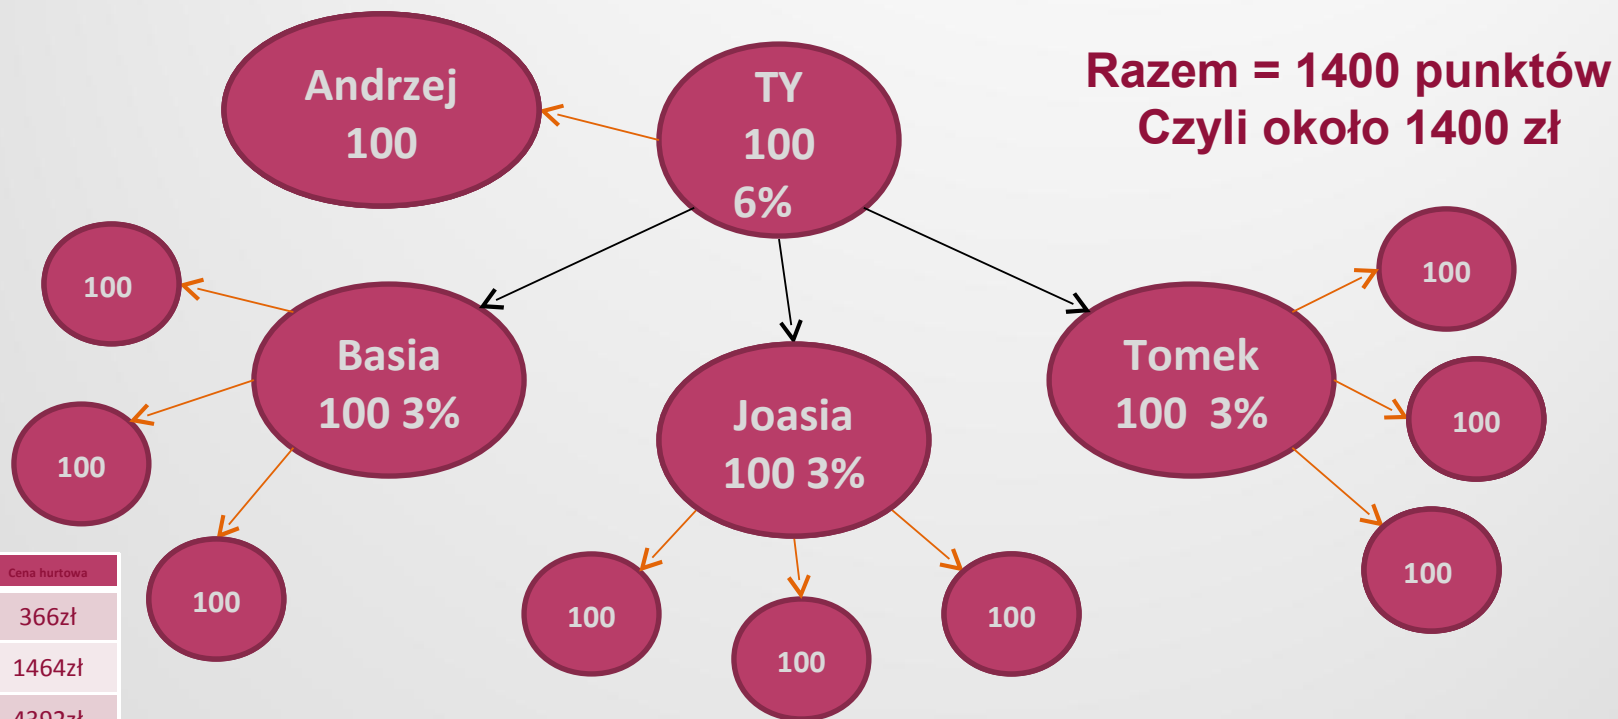 Andrzej
100
TY
100
6%
Razem = 1400 punktów
Czyli około 1400 zł
100
100
100
Basia
100 3%
Joasia
100 3%
Tomek
100 3%
100
100
100
100
100
100
Cena hurtowa
366zł
1464zł
4392zł